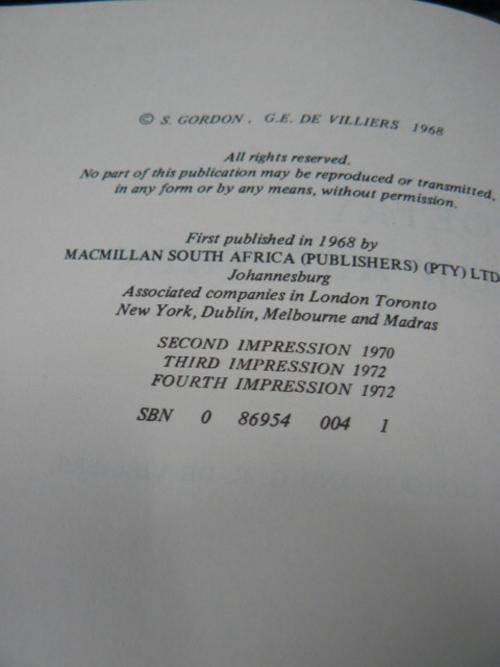 © S. GORDON. G.E. DE VILLIERS 1968
All rights reserved.
No part of this publication may be reproduced or transmitted,
in any form or by any means, without permission.
First published in 1968 by
MACMILLAN SOUTH AFRICA (PUBLISHERS) (PTY) LTD
Johannesburg
Associated companies in London Toronto
New York, Dublin, Melbourne and Madras
SECOND IMPRESSION 1970
THIRD IMPRESSION 1972
FOURTH IMPRESSION 1972
SBN 0 86954 004 1